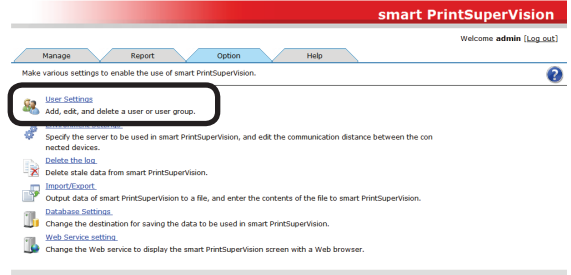 smart PrintSuperVision
Welcome admin [Log out]
Manage Report Option Help
Make various settings to enable the use of smart PrintSuperVision.
User Settings
Add, edit, and delete a user or user group.
Environment Settings
Specify the server to be used in smart PrintSuperVision, and edit the communication distance between the con
nected devices.
Delete the log
Delete stale data from smart PrintSuperVision.
Import/Export
Output data of smart PrintSuperVision to a file, and enter the contents of the file to smart PrintSuperVision.
Database Settings
Change the destination for saving the data to be used in smart PrintSuperVision.
Web Service setting
Change the Web service to display the smart PrintSuperVision screen with a Web browser.